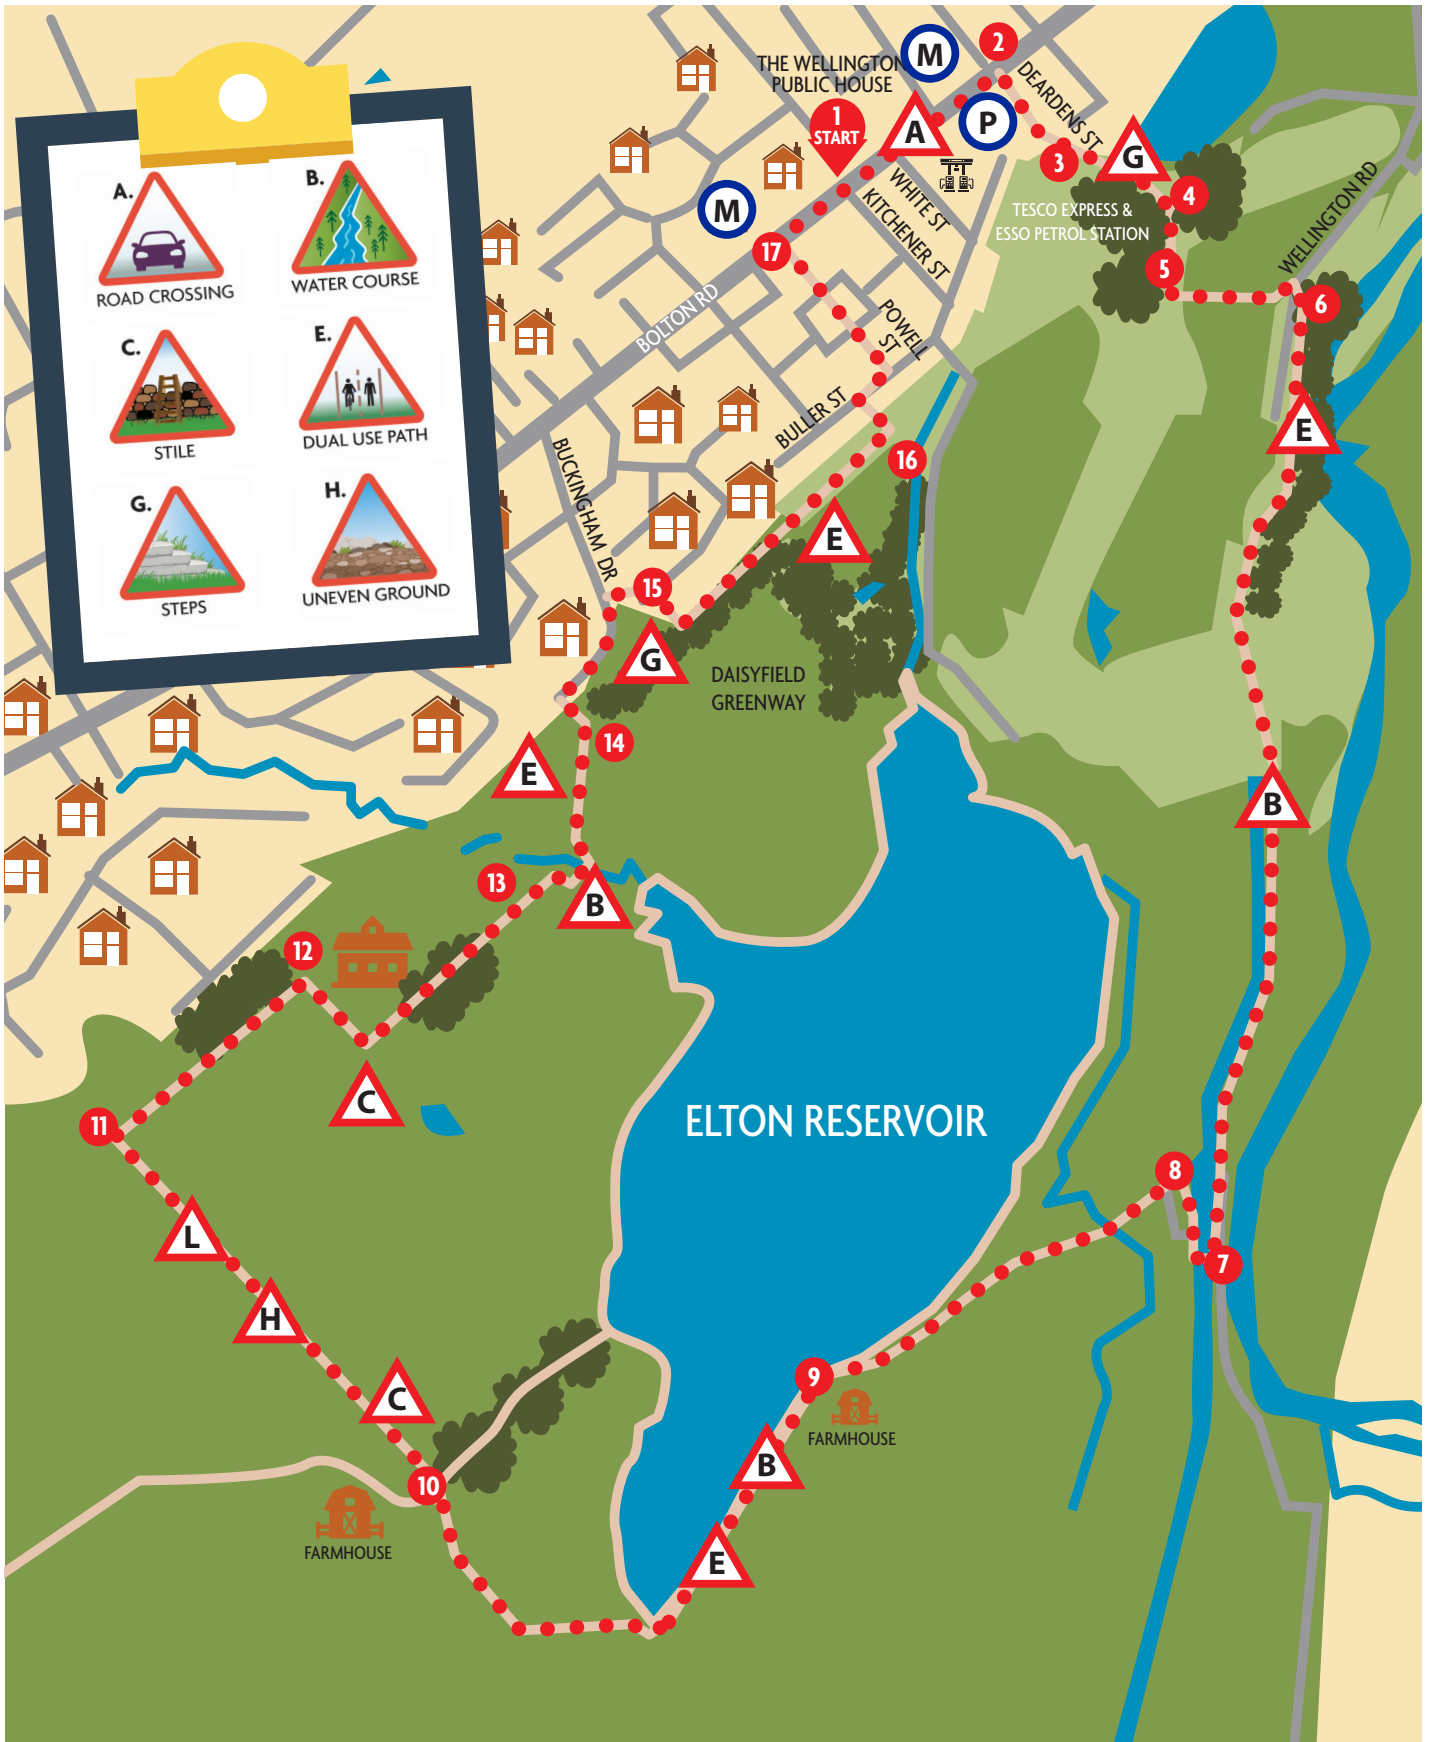 A.
ROAD CROSSING
B.
WATER COURSE
C.
STILE
E.
DUAL USE PATH
G.
STEPS
H.
UNEVEN GROUND
THE WELLINGTON
PUBLIC HOUSE
1
START
M
A
P
2
DEARDENS ST
3
G
4
TESCO EXPRESS &
ESSO PETROL STATION
5
WELLINGTON RD
6
E
WHITE ST
KITCHENER ST
M
17
BOLTON RD
POWELL
ST
BULLER ST
BUCKINGHAM DR
16
E
15
G
DAISYFIELD
GREENWAY
14
E
B
13
B
12
C
11
ELTON RESERVOIR
8
7
L
H
C
9
FARMHOUSE
B
10
FARMHOUSE
E